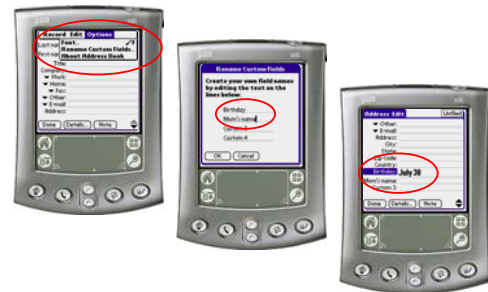 Record Edit Options
Font... ✓F
Rename Custom Fields...
About Address Book
Last name
First name
Title:
Company:
▼ Work:
▼ Home:
▼ Fax:
▼ Other:
▼ E-mail:
Address:
Done Details... Note
Rename Custom Fields
Create your own field names
by editing the text on the
lines below:
Birthday
Mom's name
Custom 3
Custom 4
OK Cancel
Address Edit Unfiled
▼ Other:
▼ E-mail:
Address:
City:
State:
Zip Code:
Country:
Birthday: July 30
Mom's name:
Custom 3:
Done Details... Note